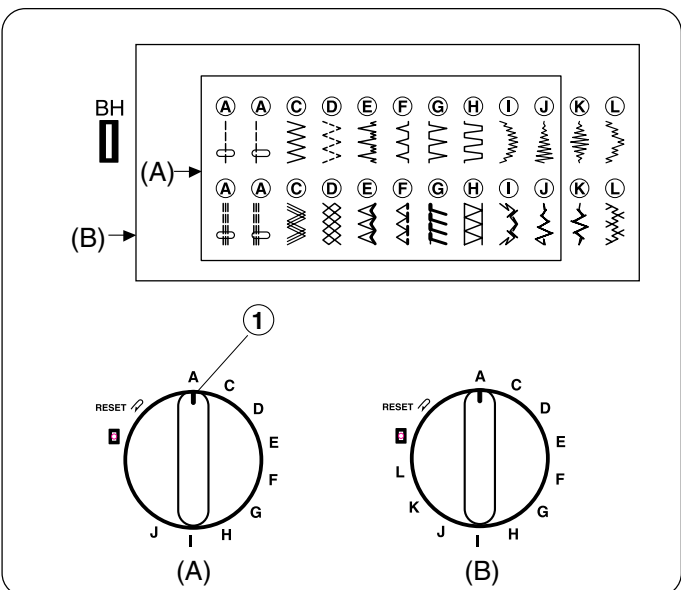 BH
A A C D E F G H I J K L
(A)
A A C D E F G H I J K L
(B)
1
A
C
RESET
D
E
F
G
H
I
J
(A)
A
C
RESET
D
E
F
G
H
I
J
K
L
(B)